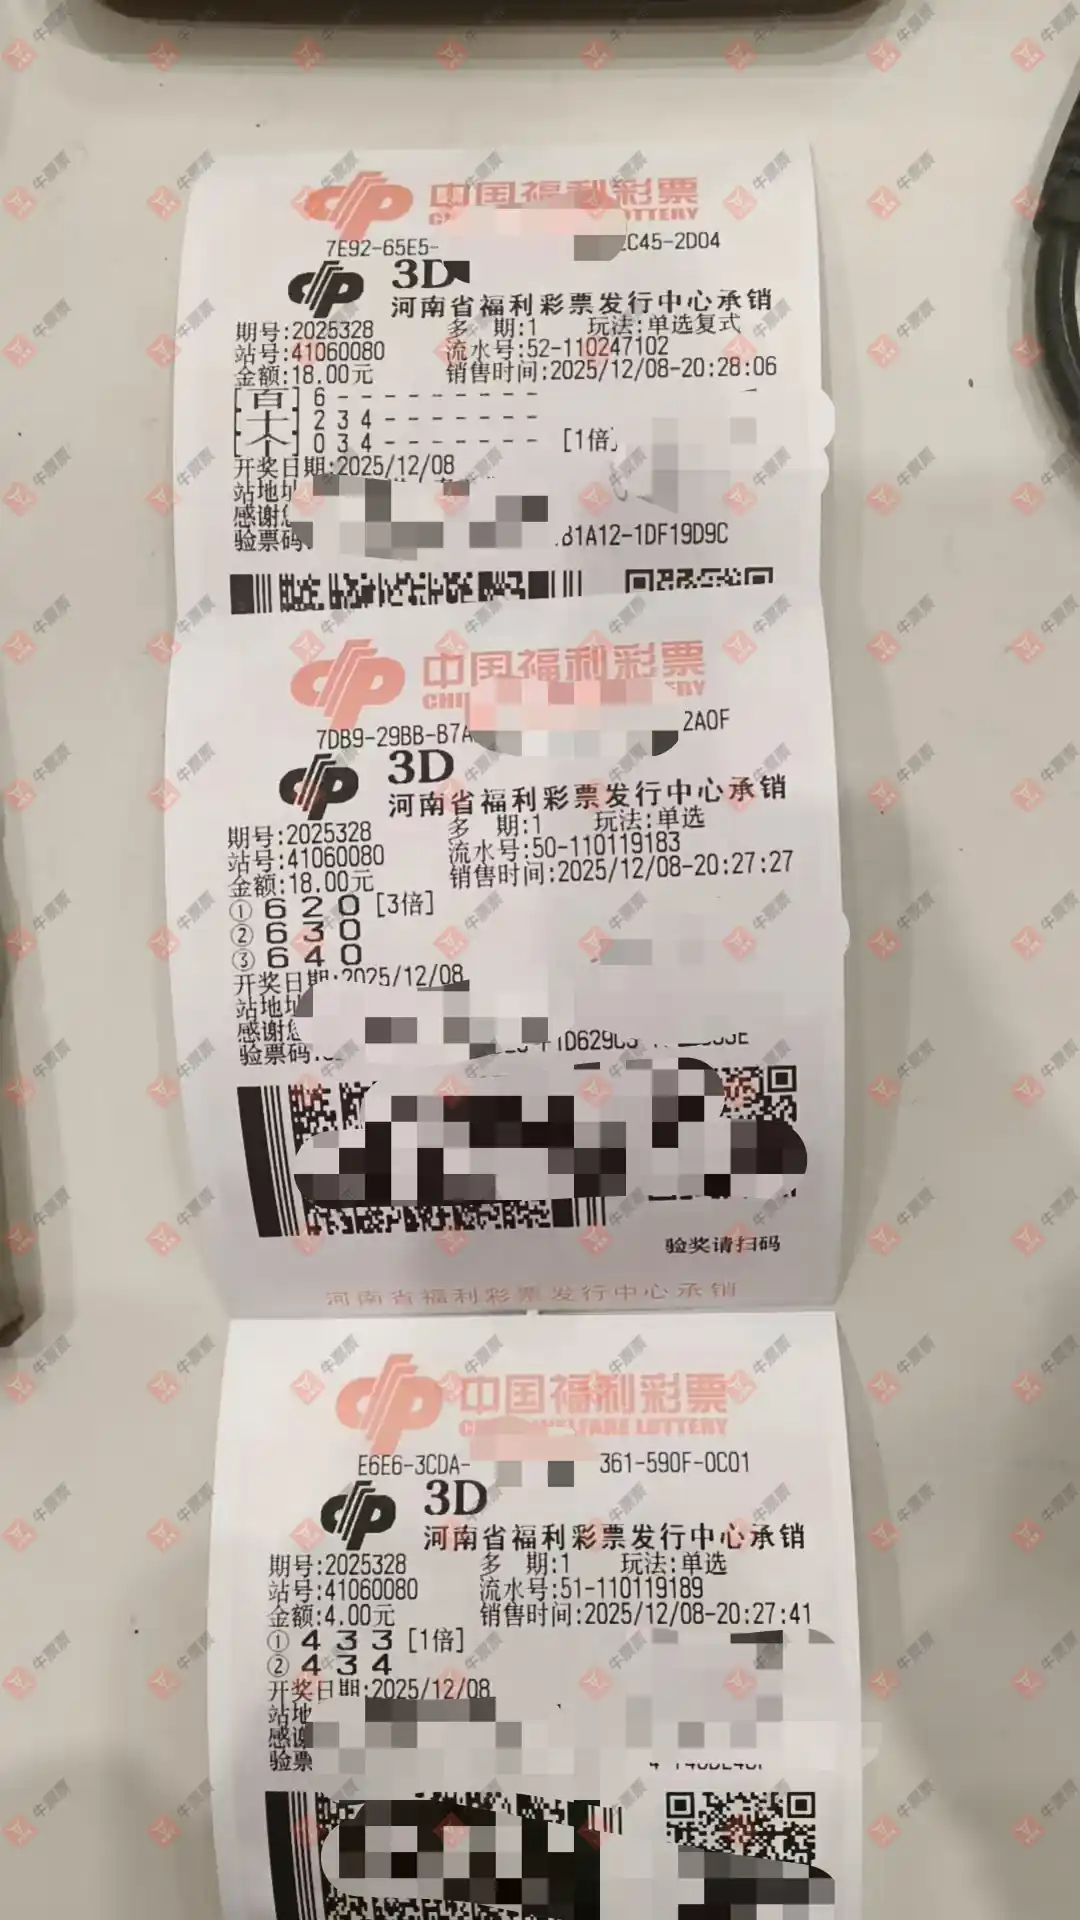 中国福利彩票
7E92-65E5-
C45-2D04
3D
河南省福利彩票发行中心承销
期号:2025328 多 期:1 玩法:单选复式
站号:41060080 流水号:52-110247102
金额:18.00元 销售时间:2025/12/08-20:28:06
[百] 6 - - - - - - - - -
[十] 2 3 4 - - - - - - -
[个] 0 3 4 - - - - - - - [1倍]
开奖日期:2025/12/08
站地址
感谢
验票码: B1A12-1DF19D9C
中国福利彩票
7DB9-29BB-B7A
2A0F
3D
河南省福利彩票发行中心承销
期号:2025328 多 期:1 玩法:单选
站号:41060080 流水号:50-110119183
金额:18.00元 销售时间:2025/12/08-20:27:27
① 6 2 0 [3倍]
② 6 3 0
③ 6 4 0
开奖日期:2025/12/08
站地址
感谢您
验票码:
验奖请扫码
河南省福利彩票发行中心承销
中国福利彩票
E6E6-3CDA- 361-590F-0C01
3D
河南省福利彩票发行中心承销
期号:2025328 多 期:1 玩法:单选
站号:41060080 流水号:51-110119189
金额:4.00元 销售时间:2025/12/08-20:27:41
① 4 3 3 [1倍]
② 4 3 4
开奖日期:2025/12/08
站地
感谢
验票
牛票票